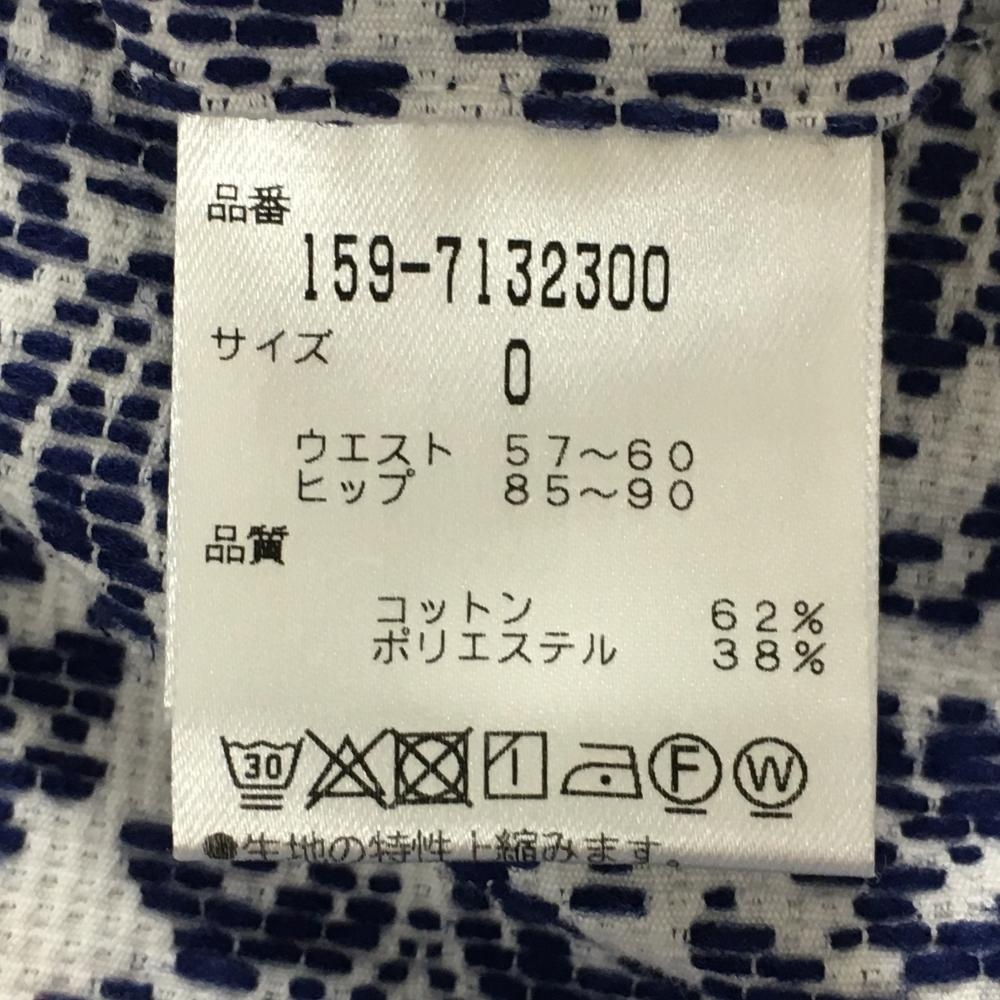 品番
159-7132300
サイズ 0
ウエスト 57〜60
ヒップ 85〜90
品質
コットン 62%
ポリエステル 38%
30 F W
●生地の特性上縮みます。